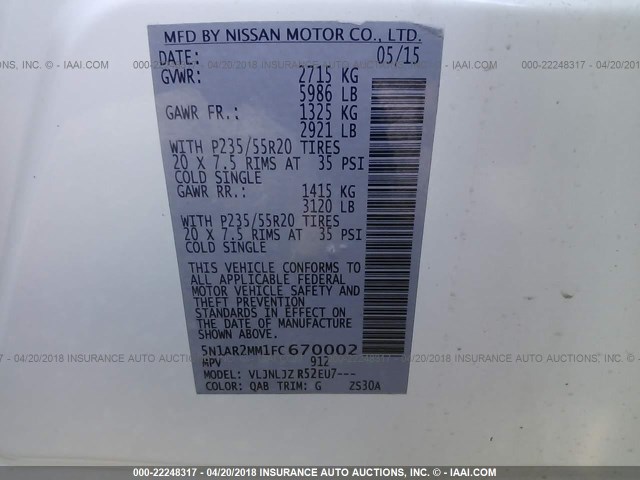 MFD BY NISSAN MOTOR CO., LTD.
DATE: 05/15
GVWR: 2715 KG
5986 LB
GAWR FR.: 1325 KG
2921 LB
WITH P235/55R20 TIRES
20 X 7.5 RIMS AT 35 PSI
COLD SINGLE
GAWR RR.: 1415 KG
3120 LB
WITH P235/55R20 TIRES
20 X 7.5 RIMS AT 35 PSI
COLD SINGLE
THIS VEHICLE CONFORMS TO
ALL APPLICABLE FEDERAL
MOTOR VEHICLE SAFETY AND
THEFT PREVENTION
STANDARDS IN EFFECT ON
THE DATE OF MANUFACTURE
SHOWN ABOVE.
5N1AR2MM1FC670002
MPV 912
MODEL: VLJNLJZ R52EU7---
COLOR: QAB TRIM: G ZS30A
000-22248317 - 04/20/2018 INSURANCE AUTO AUCTIONS, INC. - IAAI.COM